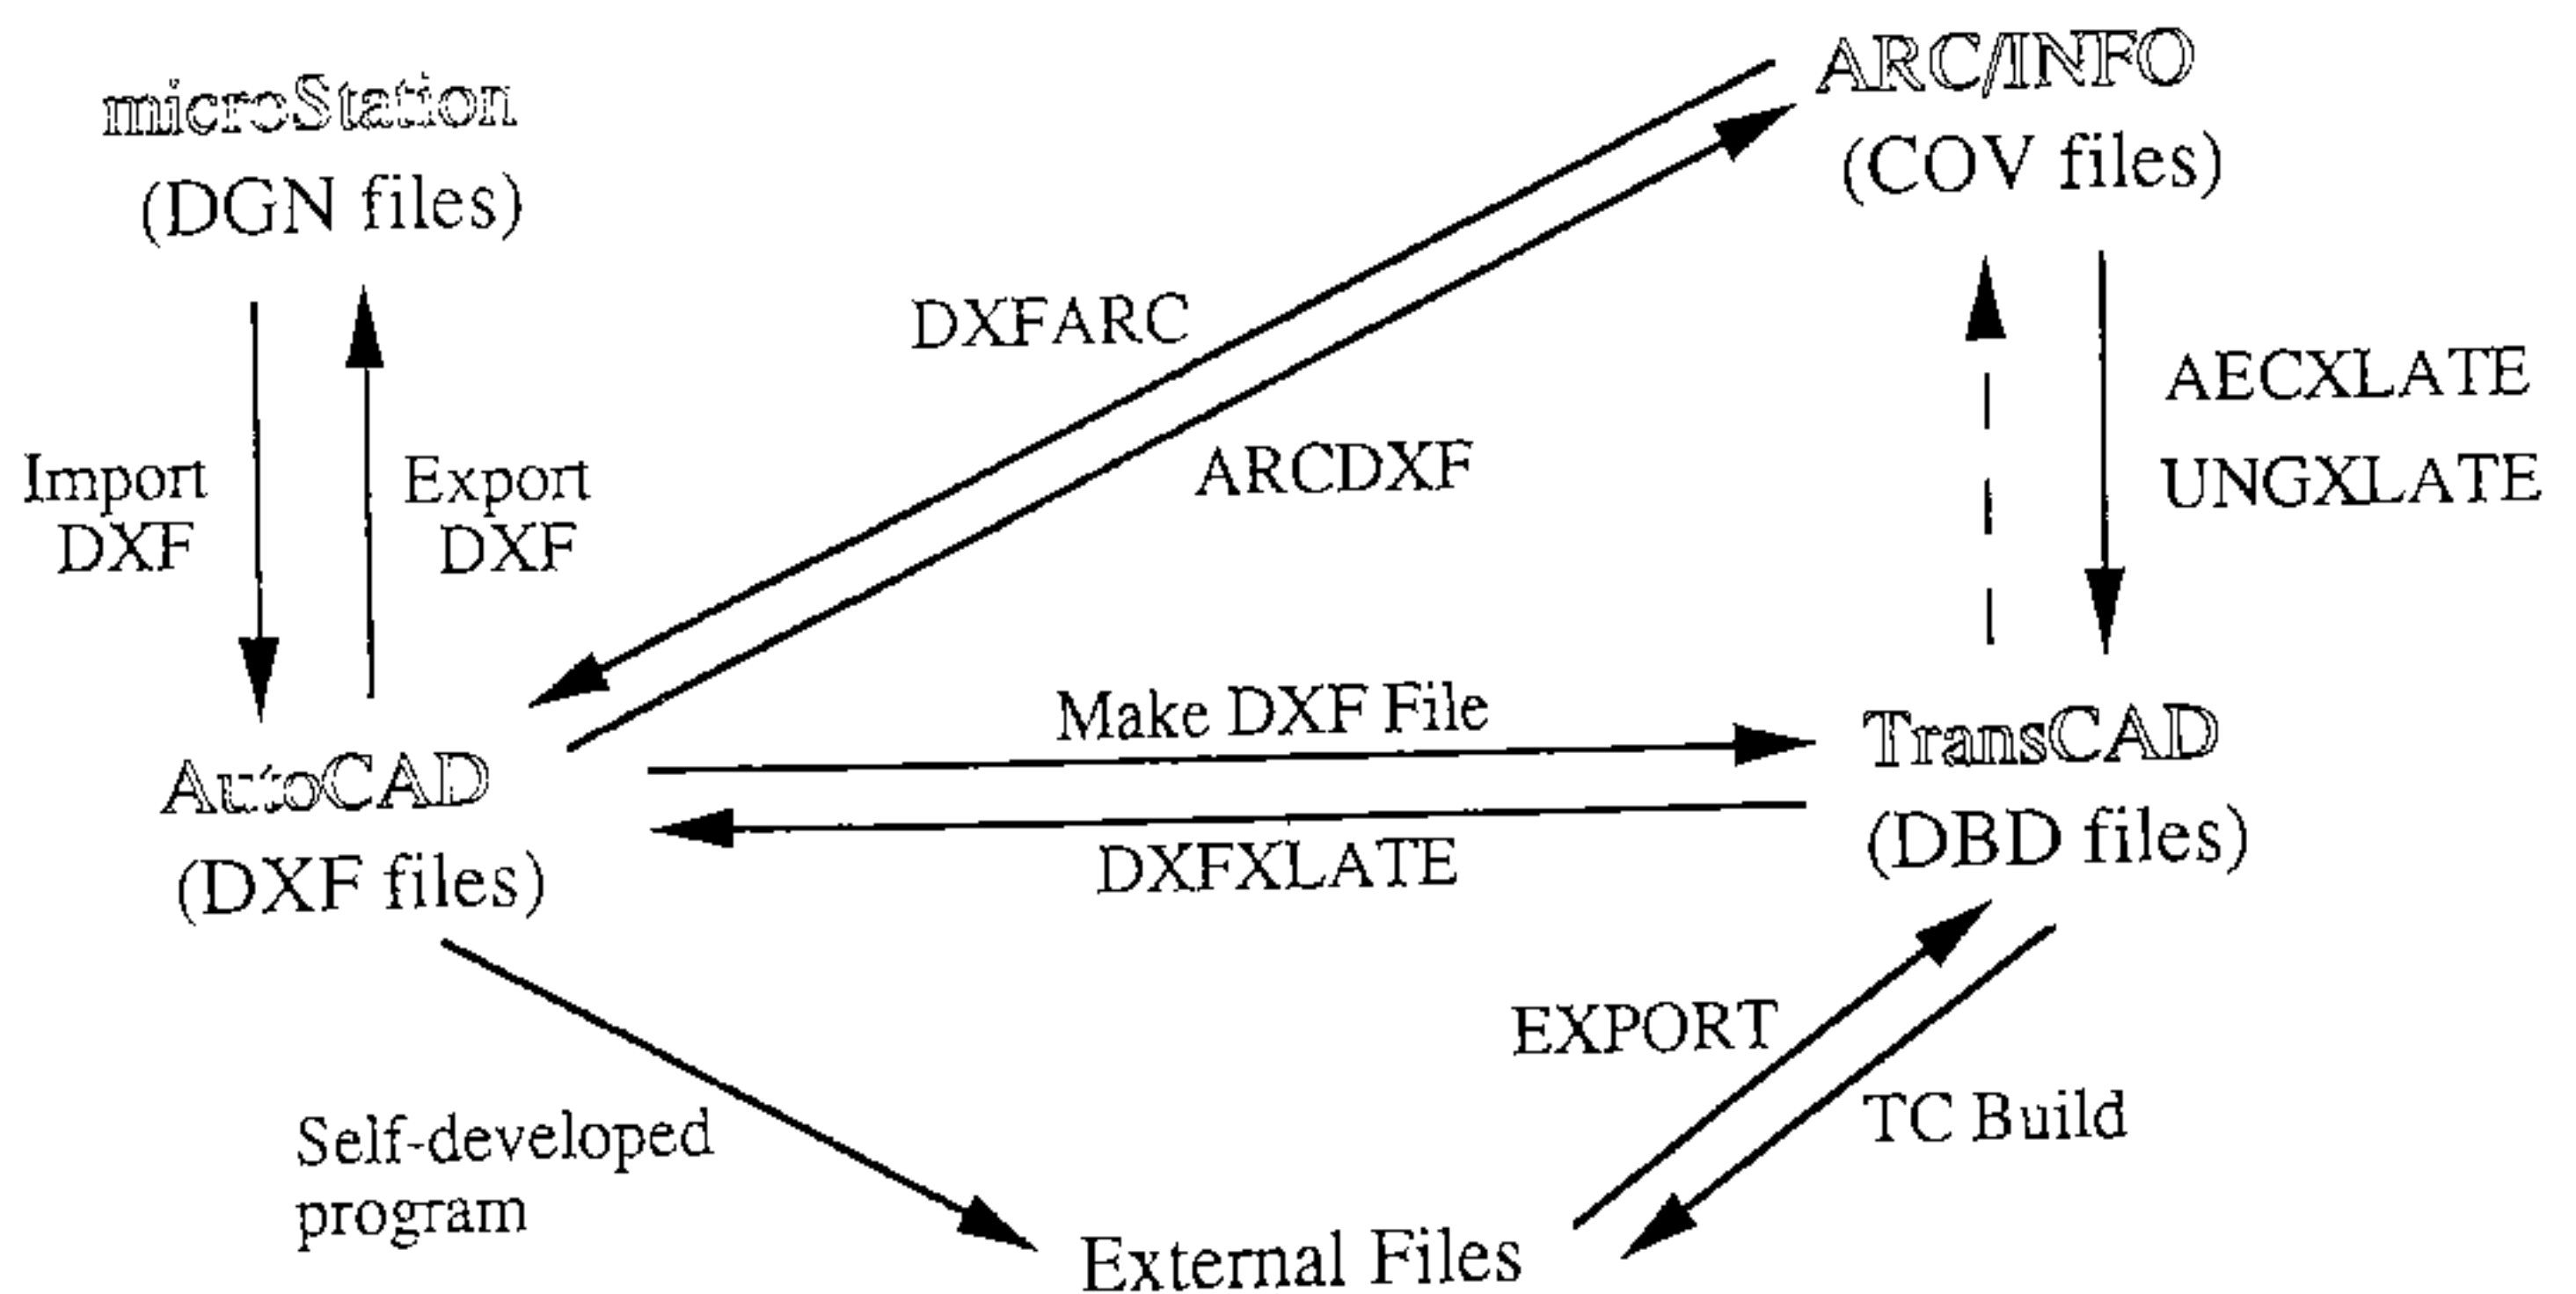 microStation
(DGN files)
ARC/INFO
(COV files)
DXFARC
ARCDXF
AECXLATE
UNGXLATE
Import
DXF
Export
DXF
Make DXF File
DXFXLATE
AutoCAD
(DXF files)
TransCAD
(DBD files)
EXPORT
TC Build
Self-developed
program
External Files